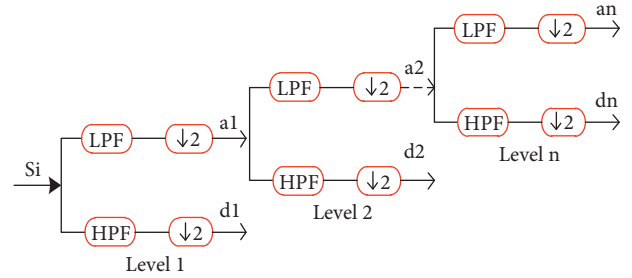 Si
LPF
↓2
a1
HPF
↓2
d1
Level 1
LPF
↓2
a2
HPF
↓2
d2
Level 2
LPF
↓2
an
HPF
↓2
dn
Level n